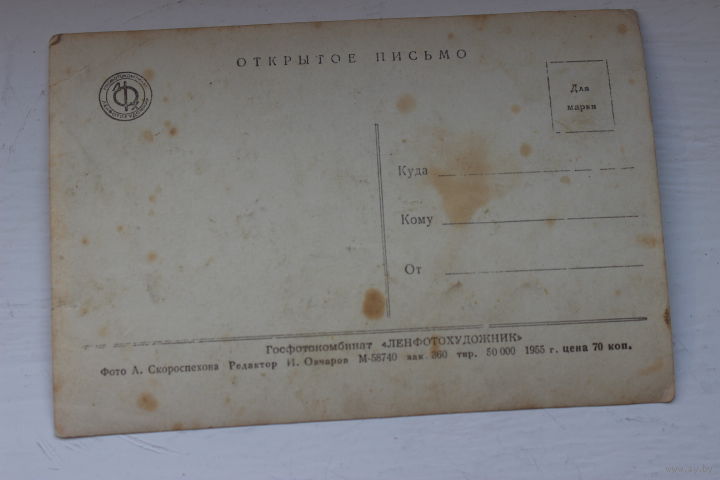 ОТКРЫТОЕ ПИСЬМО
Для
марки
Куда
Кому
От
Госфотокомбинат «ЛЕНФОТОХУДОЖНИК»
Фото А. Скороспехова Редактор И. Овчаров М-58740 зак. 360 тир. 50 000 1955 г. цена 70 коп.